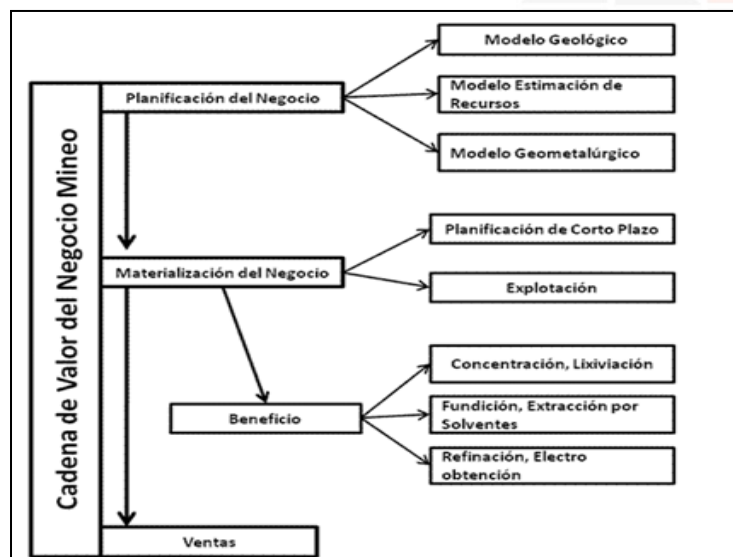 Cadena de Valor del Negocio Mineo
Planificación del Negocio
Modelo Geológico
Modelo Estimación de
Recursos
Modelo Geometalúrgico
Materialización del Negocio
Planificación de Corto Plazo
Explotación
Beneficio
Concentración, Lixiviación
Fundición, Extracción por
Solventes
Refinación, Electro
obtención
Ventas